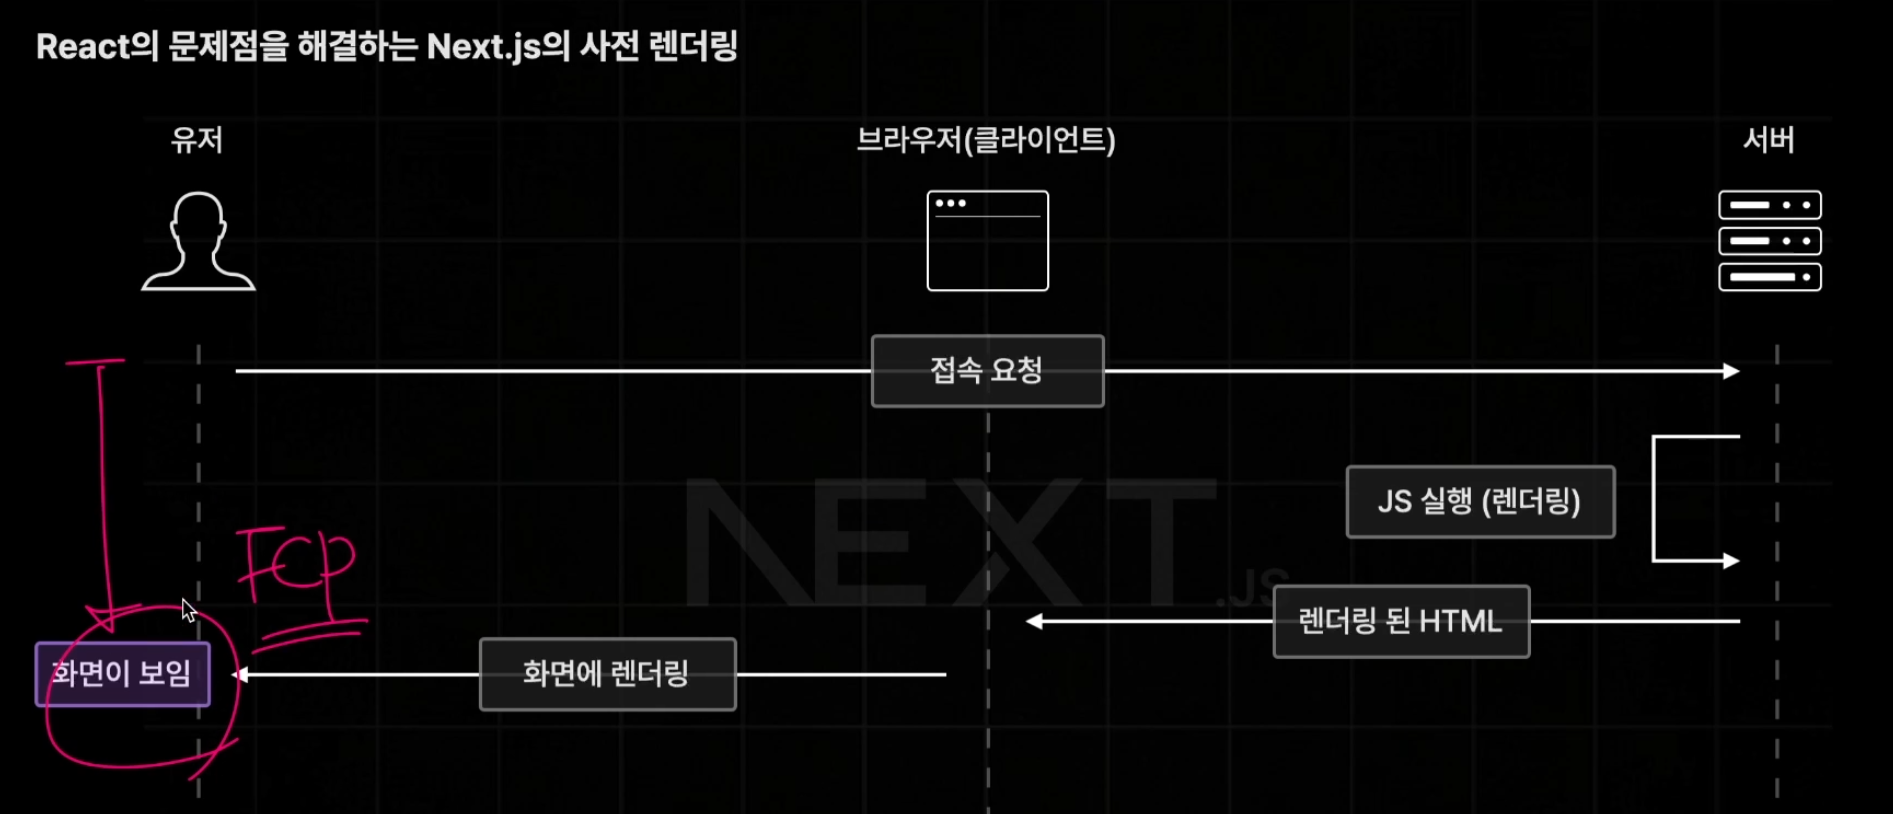 React의 문제점을 해결하는 Next.js의 사전 렌더링
유저
브라우저(클라이언트)
서버
접속 요청
JS 실행 (렌더링)
NEXT
.JS
FCP
렌더링 된 HTML
화면이 보임
화면에 렌더링